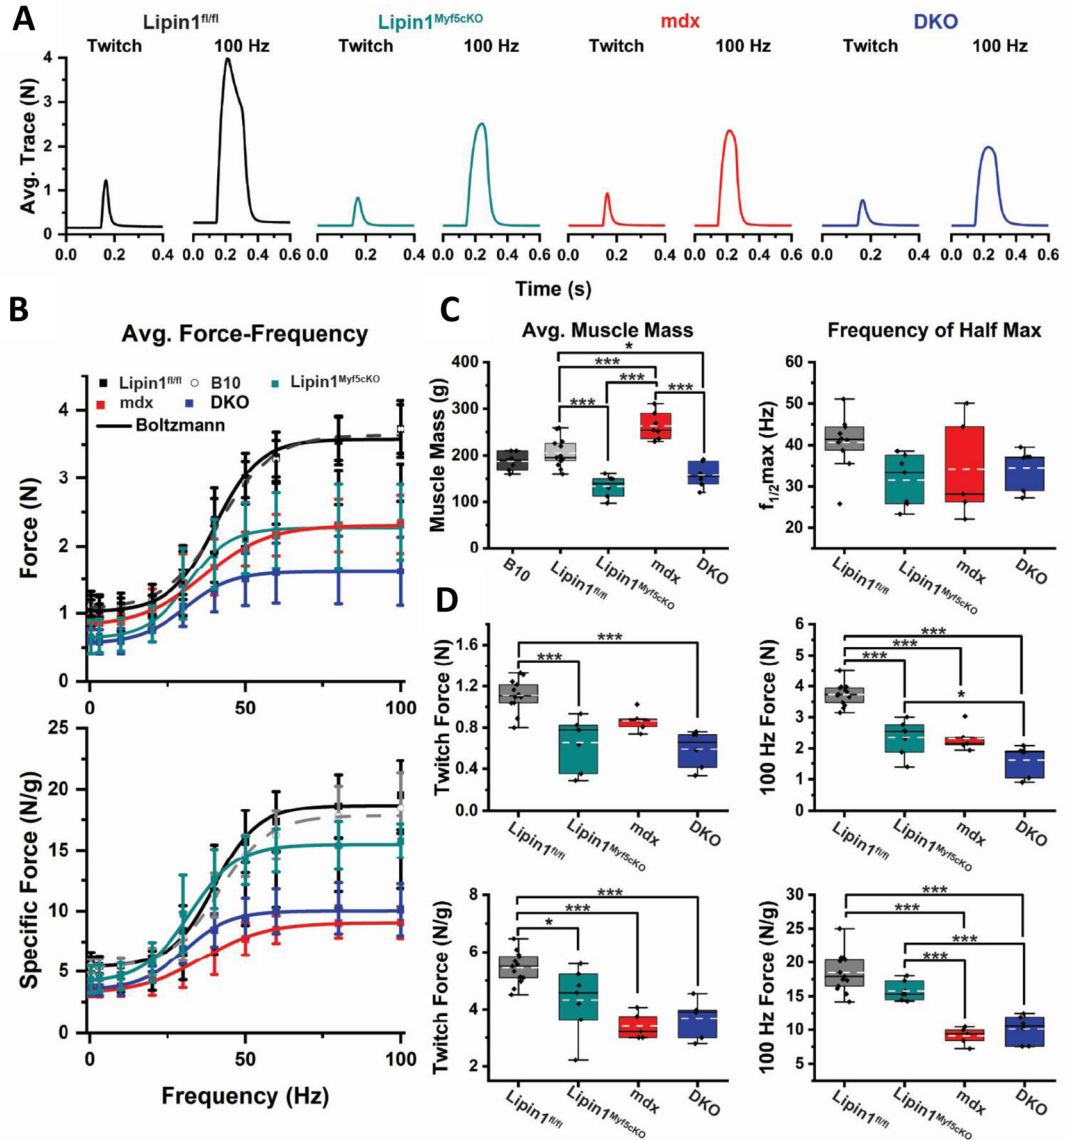 A
Lipin1fl/fl
Lipin1Myf5cKO
mdx
DKO
Twitch 100 Hz Twitch 100 Hz Twitch 100 Hz Twitch 100 Hz
Avg. Trace (N)
4
3
2
1
0
0.0 0.2 0.4 0.0 0.2 0.4 0.6 0.0 0.2 0.4 0.0 0.2 0.4 0.6 0.0 0.2 0.4 0.0 0.2 0.4 0.6 0.0 0.2 0.4 0.0 0.2 0.4 0.6
Time (s)
B
Avg. Force-Frequency
Lipin1fl/fl B10 Lipin1Myf5cKO
mdx DKO
Boltzmann
Force (N)
4
3
2
1
0
0 50 100
Specific Force (N/g)
25
20
15
10
5
0
0 50 100
Frequency (Hz)
C
Avg. Muscle Mass
Muscle Mass (g)
400
300
200
100
0
*
***
***
***
***
B10
Lipin1fl/fl
Lipin1Myf5cKO
mdx
DKO
Frequency of Half Max
f1/2max (Hz)
60
50
40
30
20
Lipin1fl/fl
Lipin1Myf5cKO
mdx
DKO
D
Twitch Force (N)
1.6
1.2
0.8
0.4
0.0
***
***
Lipin1fl/fl
Lipin1Myf5cKO
mdx
DKO
100 Hz Force (N)
6
5
4
3
2
1
0
***
***
***
*
Lipin1fl/fl
Lipin1Myf5cKO
mdx
DKO
Twitch Force (N/g)
8
6
4
2
***
***
*
Lipin1fl/fl
Lipin1Myf5cKO
mdx
DKO
100 Hz Force (N/g)
30
25
20
15
10
5
0
***
***
***
***
Lipin1fl/fl
Lipin1Myf5cKO
mdx
DKO